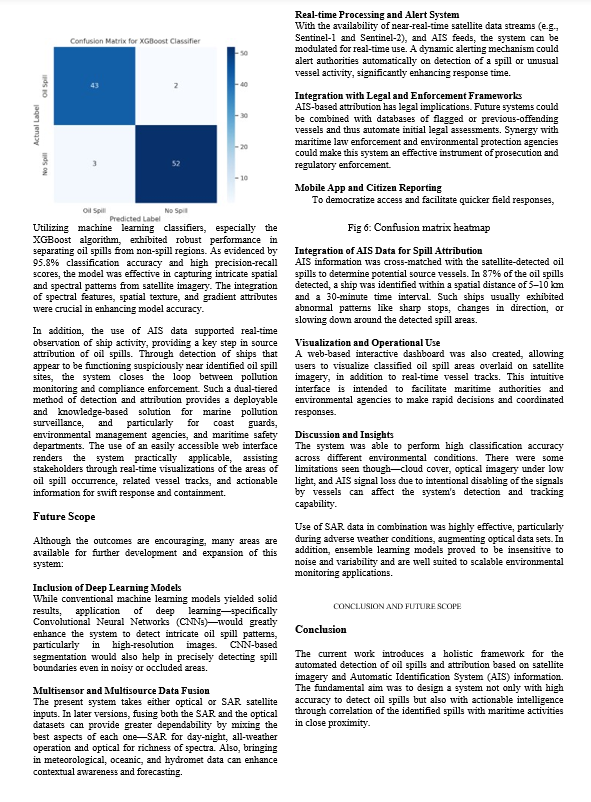 Confusion Matrix for XGBoost Classifier
Actual Label
Oil Spill
No Spill
43
2
3
52
50
40
30
20
10
Oil Spill
No Spill
Predicted Label
Utilizing machine learning classifiers, especially the
XGBoost algorithm, exhibited robust performance in
separating oil spills from non-spill regions. As evidenced by
95.8% classification accuracy and high precision-recall
scores, the model was effective in capturing intricate spatial
and spectral patterns from satellite imagery. The integration
of spectral features, spatial texture, and gradient attributes
were crucial in enhancing model accuracy.
In addition, the use of AIS data supported real-time
observation of ship activity, providing a key step in source
attribution of oil spills. Through detection of ships that
appear to be functioning suspiciously near identified oil spill
sites, the system closes the loop between pollution
monitoring and compliance enforcement. Such a dual-tiered
method of detection and attribution provides a deployable
and knowledge-based solution for marine pollution
surveillance, and particularly for coast guards,
environmental management agencies, and maritime safety
departments. The use of an easily accessible web interface
renders the system practically applicable, assisting
stakeholders through real-time visualizations of the areas of
oil spill occurrence, related vessel tracks, and actionable
information for swift response and containment.
Future Scope
Although the outcomes are encouraging, many areas are
available for further development and expansion of this
system:
Inclusion of Deep Learning Models
While conventional machine learning models yielded solid
results, application of deep learning—specifically
Convolutional Neural Networks (CNNs)—would greatly
enhance the system to detect intricate oil spill patterns,
particularly in high-resolution images. CNN-based
segmentation would also help in precisely detecting spill
boundaries even in noisy or occluded areas.
Multisensor and Multisource Data Fusion
The present system takes either optical or SAR satellite
inputs. In later versions, fusing both the SAR and the optical
datasets can provide greater dependability by mixing the
best aspects of each one—SAR for day-night, all-weather
operation and optical for richness of spectra. Also, bringing
in meteorological, oceanic, and hydromet data can enhance
contextual awareness and forecasting.
Real-time Processing and Alert System
With the availability of near-real-time satellite data streams (e.g.,
Sentinel-1 and Sentinel-2), and AIS feeds, the system can be
modulated for real-time use. A dynamic alerting mechanism could
alert authorities automatically on detection of a spill or unusual
vessel activity, significantly enhancing response time.
Integration with Legal and Enforcement Frameworks
AIS-based attribution has legal implications. Future systems could
be combined with databases of flagged or previous-offending
vessels and thus automate initial legal assessments. Synergy with
maritime law enforcement and environmental protection agencies
could make this system an effective instrument of prosecution and
regulatory enforcement.
Mobile App and Citizen Reporting
To democratize access and facilitate quicker field responses,
Fig 6: Confusion matrix heatmap
Integration of AIS Data for Spill Attribution
AIS information was cross-matched with the satellite-detected oil
spills to determine potential source vessels. In 87% of the oil spills
detected, a ship was identified within a spatial distance of 5–10 km
and a 30-minute time interval. Such ships usually exhibited
abnormal patterns like sharp stops, changes in direction, or
slowing down around the detected spill areas.
Visualization and Operational Use
A web-based interactive dashboard was also created, allowing
users to visualize classified oil spill areas overlaid on satellite
imagery, in addition to real-time vessel tracks. This intuitive
interface is intended to facilitate maritime authorities and
environmental agencies to make rapid decisions and coordinated
responses.
Discussion and Insights
The system was able to perform high classification accuracy
across different environmental conditions. There were some
limitations seen though—cloud cover, optical imagery under low
light, and AIS signal loss due to intentional disabling of the signals
by vessels can affect the system's detection and tracking
capability.
Use of SAR data in combination was highly effective, particularly
during adverse weather conditions, augmenting optical data sets. In
addition, ensemble learning models proved to be insensitive to
noise and variability and are well suited to scalable environmental
monitoring applications.
CONCLUSION AND FUTURE SCOPE
Conclusion
The current work introduces a holistic framework for the
automated detection of oil spills and attribution based on satellite
imagery and Automatic Identification System (AIS) information.
The fundamental aim was to design a system not only with high
accuracy to detect oil spills but also with actionable intelligence
through correlation of the identified spills with maritime activities
in close proximity.